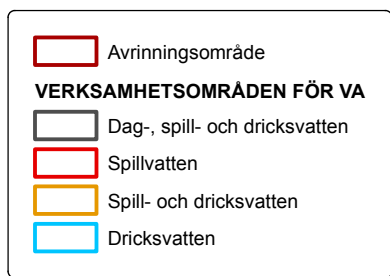 Avrinningsområde
VERKSAMHETSOMRÅDEN FÖR VA
Dag-, spill- och dricksvatten
Spillvatten
Spill- och dricksvatten
Dricksvatten